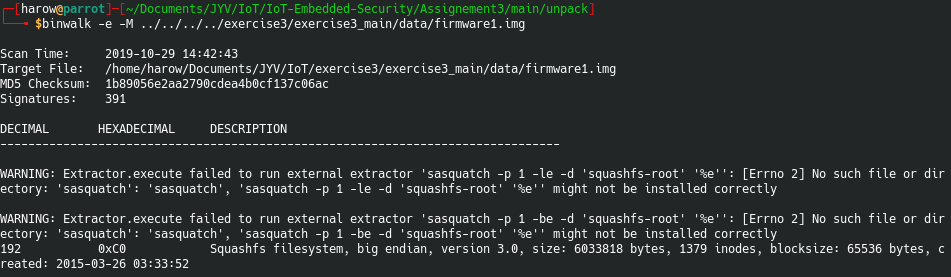 ─[harow@parrot]─[~/Documents/JYV/IoT/IoT-Embedded-Security/Assignement3/main/unpack]
└──╼ $binwalk -e -M ../../../../exercise3/exercise3_main/data/firmware1.img
Scan Time:     2019-10-29 14:42:43
Target File:   /home/harow/Documents/JYV/IoT/exercise3/exercise3_main/data/firmware1.img
MD5 Checksum:  1b89056e2aa2790cdea4b0cf137c06ac
Signatures:    391
DECIMAL       HEXADECIMAL     DESCRIPTION
--------------------------------------------------------------------------------
WARNING: Extractor.execute failed to run external extractor 'sasquatch -p 1 -le -d 'squashfs-root' '%e'': [Errno 2] No such file or dir
ectory: 'sasquatch': 'sasquatch', 'sasquatch -p 1 -le -d 'squashfs-root' '%e'' might not be installed correctly
WARNING: Extractor.execute failed to run external extractor 'sasquatch -p 1 -be -d 'squashfs-root' '%e'': [Errno 2] No such file or dir
ectory: 'sasquatch': 'sasquatch', 'sasquatch -p 1 -be -d 'squashfs-root' '%e'' might not be installed correctly
192           0xC0            Squashfs filesystem, big endian, version 3.0, size: 6033818 bytes, 1379 inodes, blocksize: 65536 bytes, c
reated: 2015-03-26 03:33:52